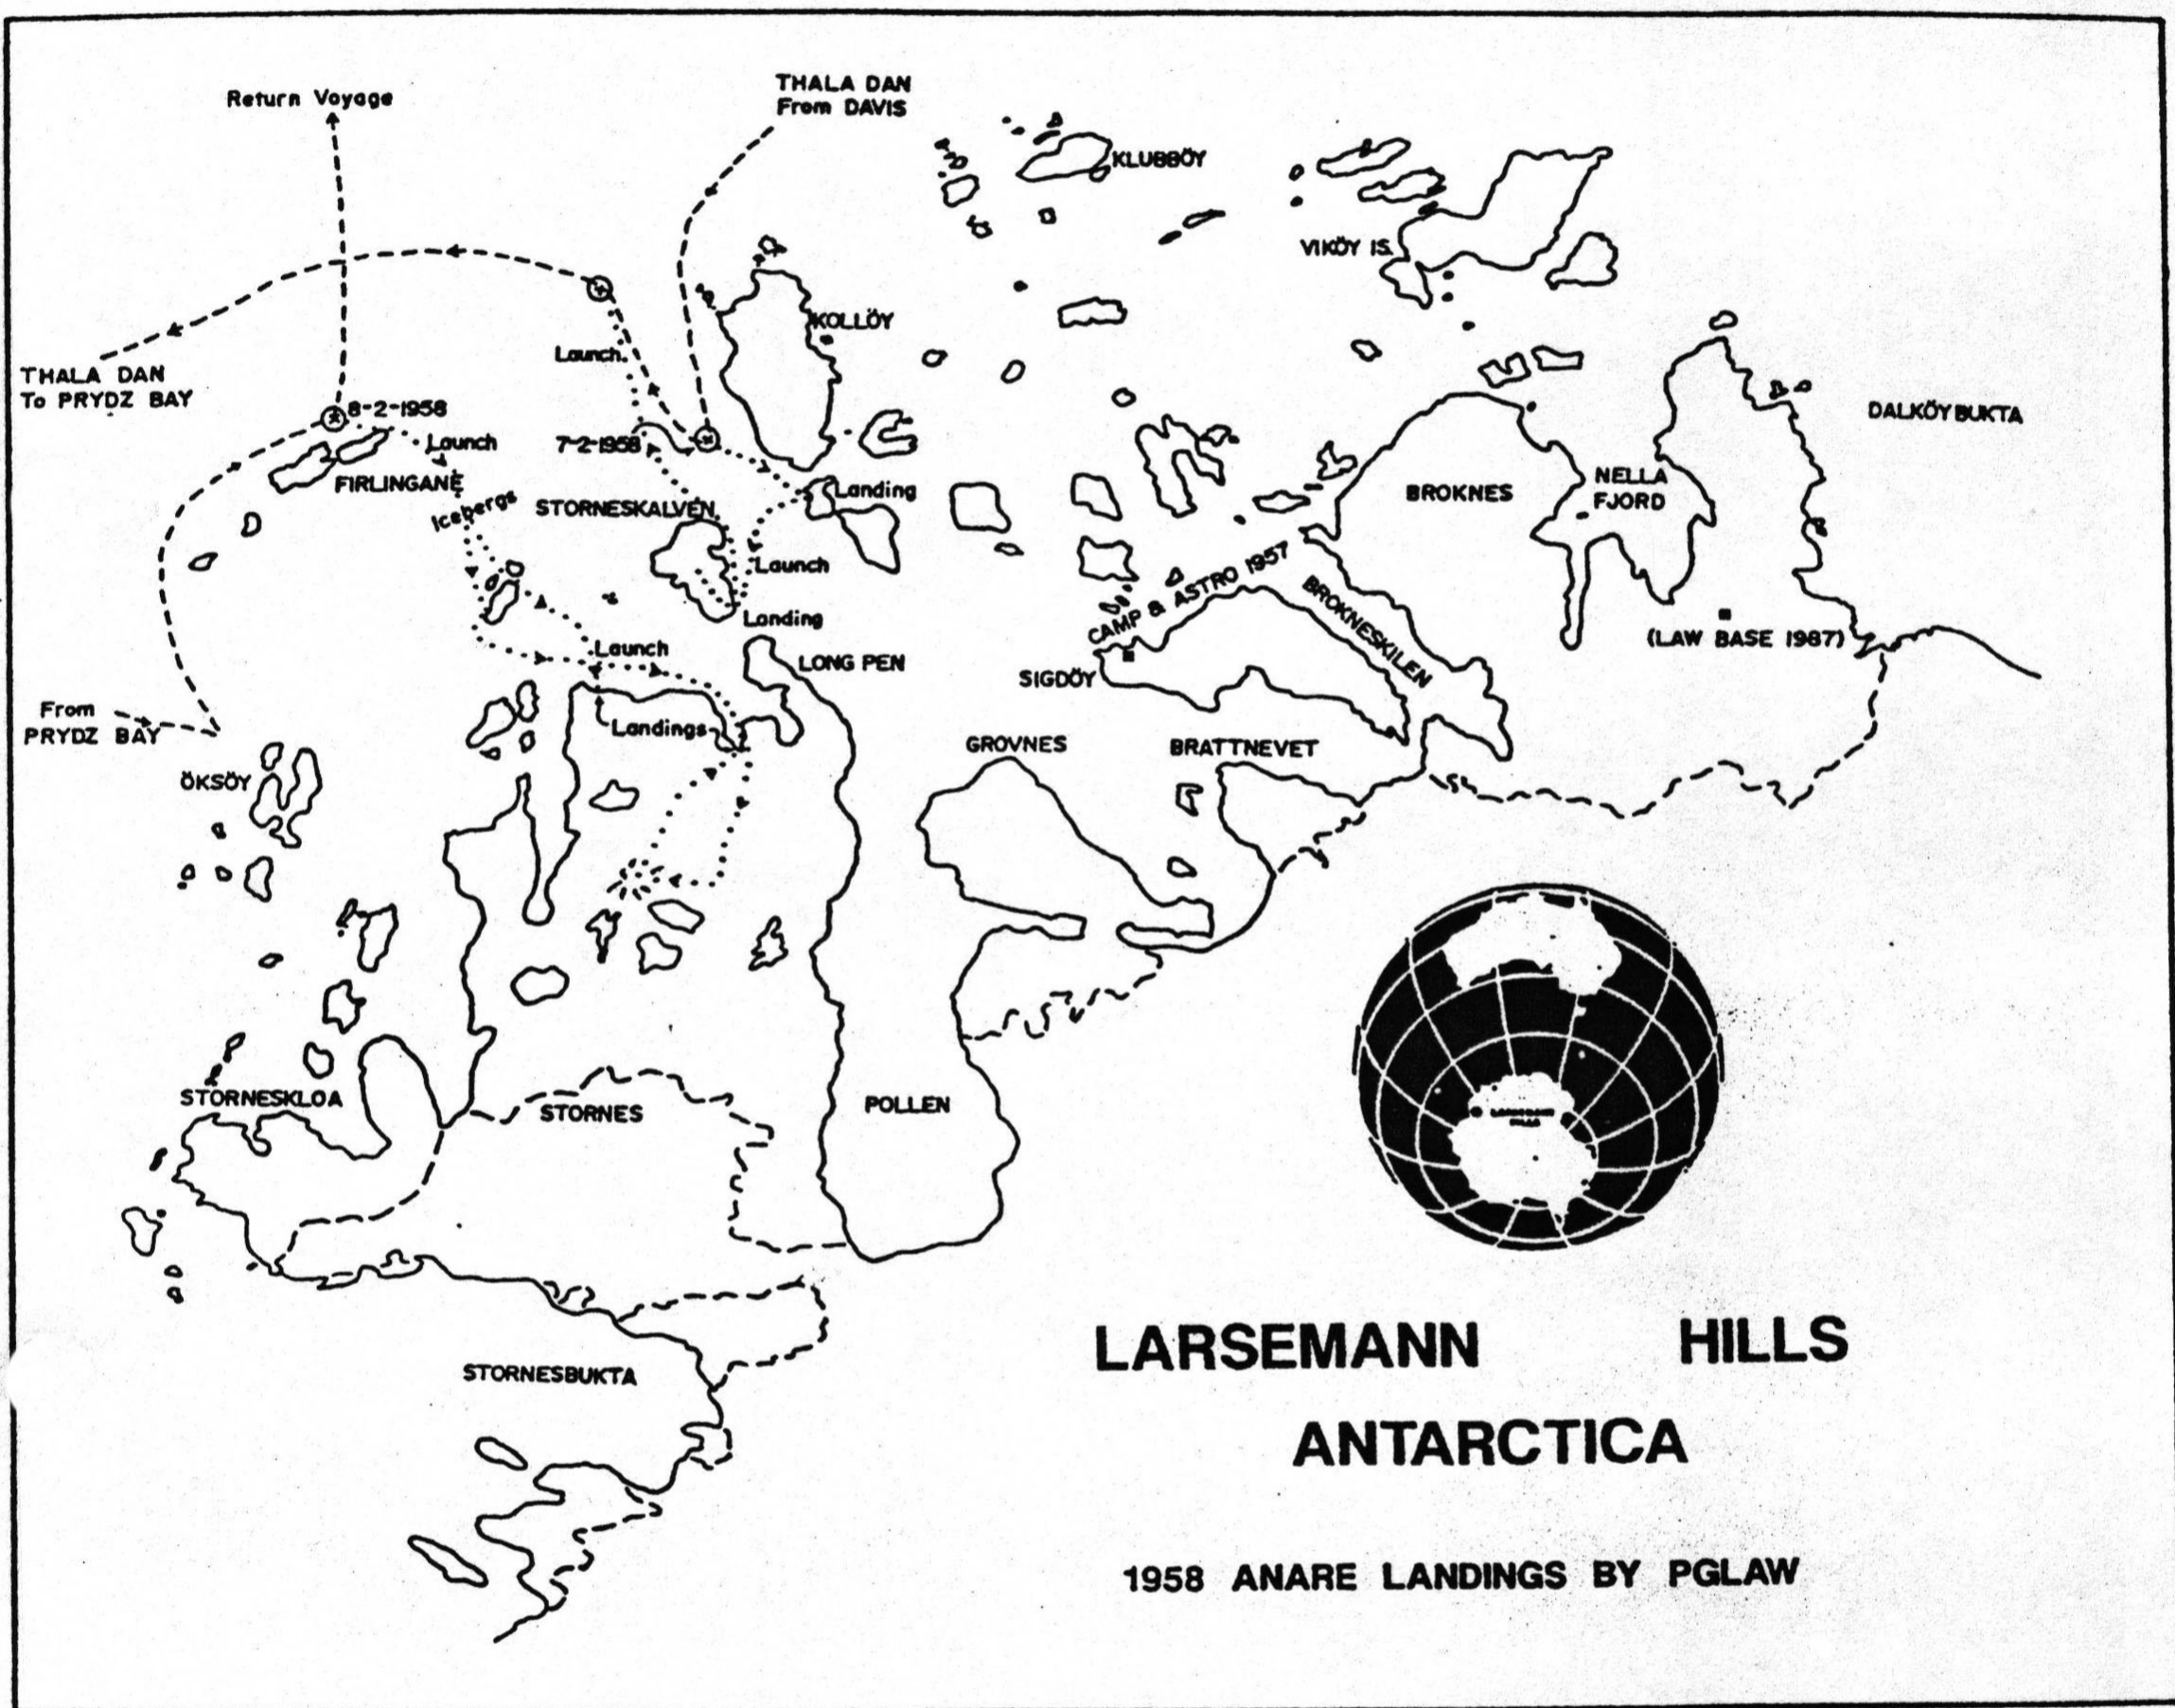 Return Voyage
THALA DAN
From DAVIS
KLUBBÖY
VIKÖY IS.
KOLLÖY
Launch
THALA DAN
To PRYDZ BAY
8-2-1958
Launch
7-2-1958
DALKÖYBUKTA
FIRLINGANE
Icebergs
STORNESKALVEN
Landing
BROKNES
NELLA
FJORD
Launch
CAMP & ASTRO 1957
BROKNESKILEN
Landing
(LAW BASE 1987)
Launch
LONG PEN
SIGDÖY
From
PRYDZ BAY
Landings
GROVNES
BRATTNEVET
ÖKSÖY
STORNESKLOA
STORNES
POLLEN
LARSEMANN
HILLS
STORNESBUKTA
LARSEMANN HILLS
ANTARCTICA
1958 ANARE LANDINGS BY PGLAW